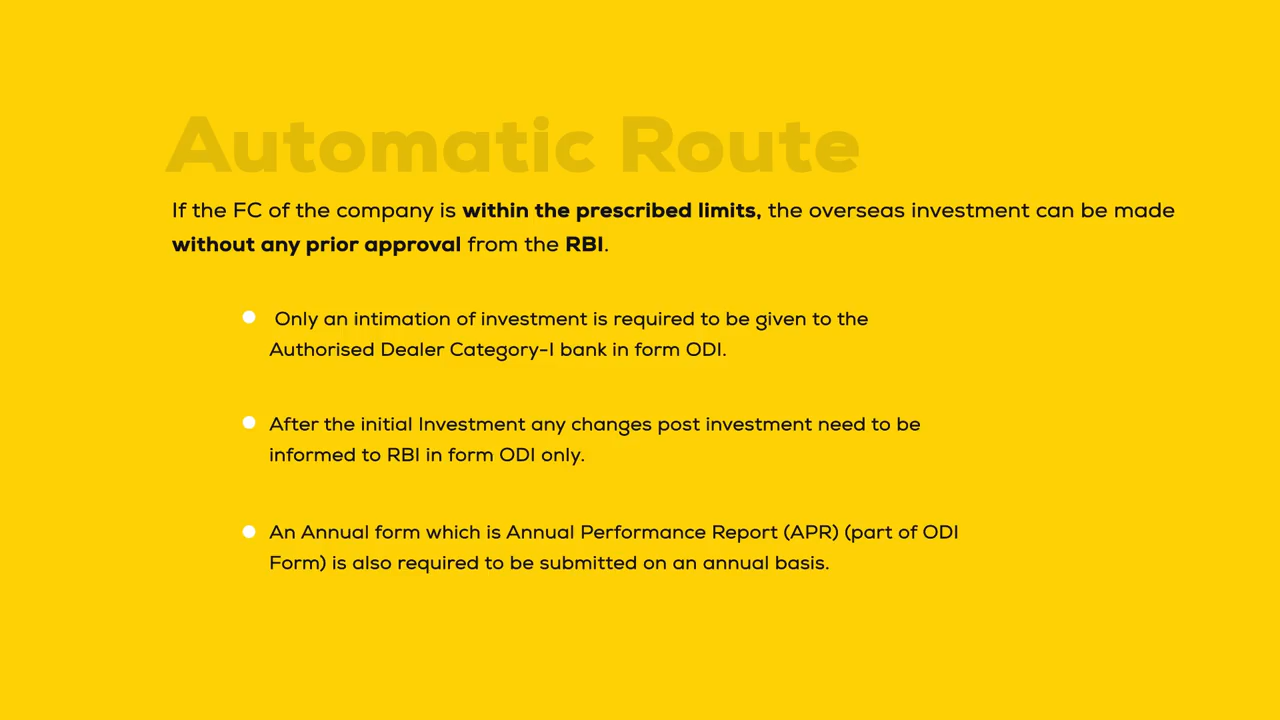 Automatic Route
If the FC of the company is within the prescribed limits, the overseas investment can be made
without any prior approval from the RBI.
Only an intimation of investment is required to be given to the
Authorised Dealer Category-I bank in form ODI.
After the initial Investment any changes post investment need to be
informed to RBI in form ODI only.
An Annual form which is Annual Performance Report (APR) (part of ODI
Form) is also required to be submitted on an annual basis.